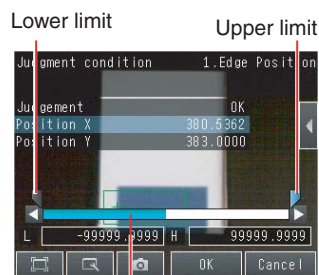 Lower limit
Upper limit
Judgment condition 1.Edge Position
Judgement OK
Position X 380.5362
Position Y 383.0000
L -99999.9999 H 99999.9999
OK Cancel